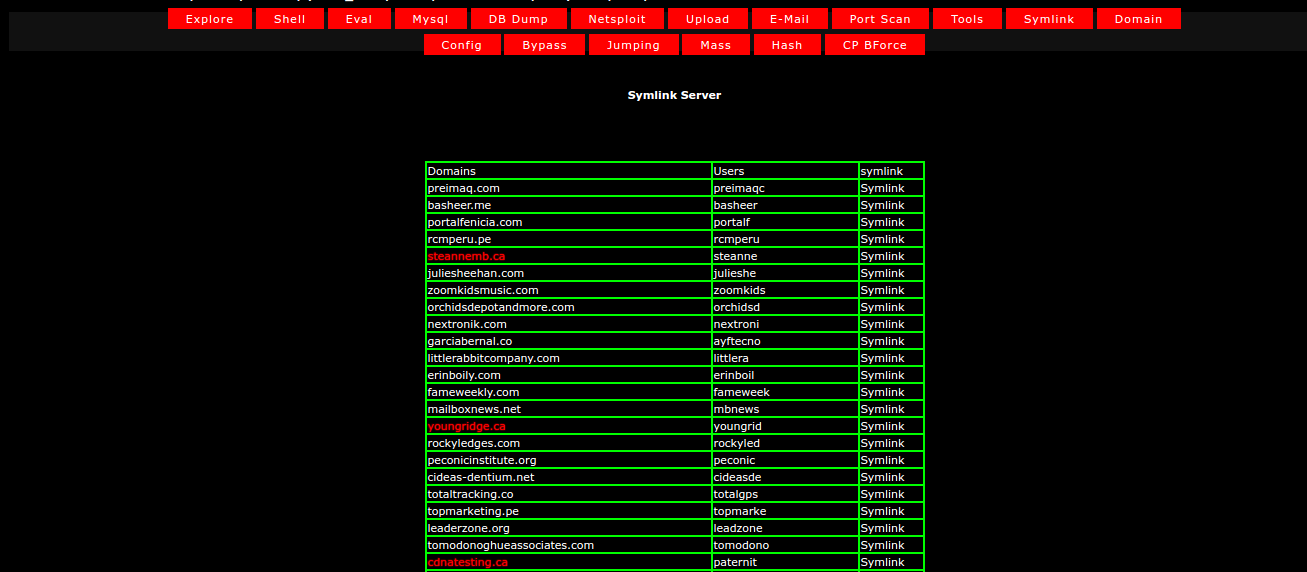 Explore Shell Eval Mysql DB Dump Netsploit Upload E-Mail Port Scan Tools Symlink Domain
Config Bypass Jumping Mass Hash CP BForce
Symlink Server
Domains Users symlink
preimaq.com preimaqc Symlink
basheer.me basheer Symlink
portalfenicia.com portalf Symlink
rcmperu.pe rcmperu Symlink
steannemb.ca steanne Symlink
juliesheehan.com julieshe Symlink
zoomkidsmusic.com zoomkids Symlink
orchidsdepotandmore.com orchidsd Symlink
nextronik.com nextroni Symlink
garciabernal.co ayftecno Symlink
littlerabbitcompany.com littlera Symlink
erinboily.com erinboil Symlink
fameweekly.com fameweek Symlink
mailboxnews.net mbnews Symlink
youngridge.ca youngrid Symlink
rockyledges.com rockyled Symlink
peconicinstitute.org peconic Symlink
cideas-dentium.net cideasde Symlink
totaltracking.co totalgps Symlink
topmarketing.pe topmarke Symlink
leaderzone.org leadzone Symlink
tomodonoghueassociates.com tomodono Symlink
cdnatesting.ca paternit Symlink